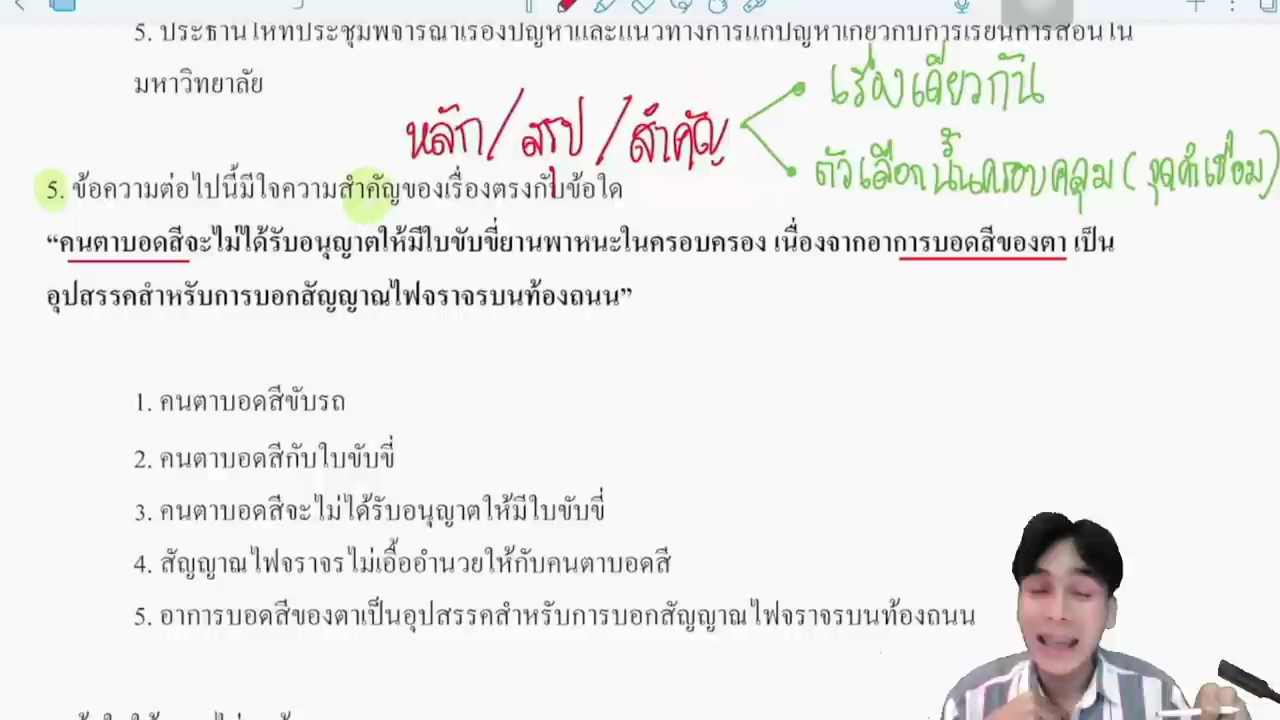 5. ประธานให้ที่ประชุมพิจารณาเรื่องปัญหาและแนวทางการแก้ปัญหาเกี่ยวกับการเรียนการสอนใน
มหาวิทยาลัย
หลัก / สรุป / สำคัญ
เรื่องเดียวกัน
ตัวเลือกนั้นครอบคลุม (จุดคำเชื่อม)
5. ข้อความต่อไปนี้มีใจความสำคัญของเรื่องตรงกับข้อใด
“คนตาบอดสีจะไม่ได้รับอนุญาตให้มีใบขับขี่ยานพาหนะในครอบครอง เนื่องจากอาการบอดสีของตา เป็น
อุปสรรคสำหรับการบอกสัญญาณไฟจราจรบนท้องถนน”
1. คนตาบอดสีขับรถ
2. คนตาบอดสีกับใบขับขี่
3. คนตาบอดสีจะไม่ได้รับอนุญาตให้มีใบขับขี่
4. สัญญาณไฟจราจรไม่เอื้ออำนวยให้กับคนตาบอดสี
5. อาการบอดสีของตาเป็นอุปสรรคสำหรับการบอกสัญญาณไฟจราจรบนท้องถนน